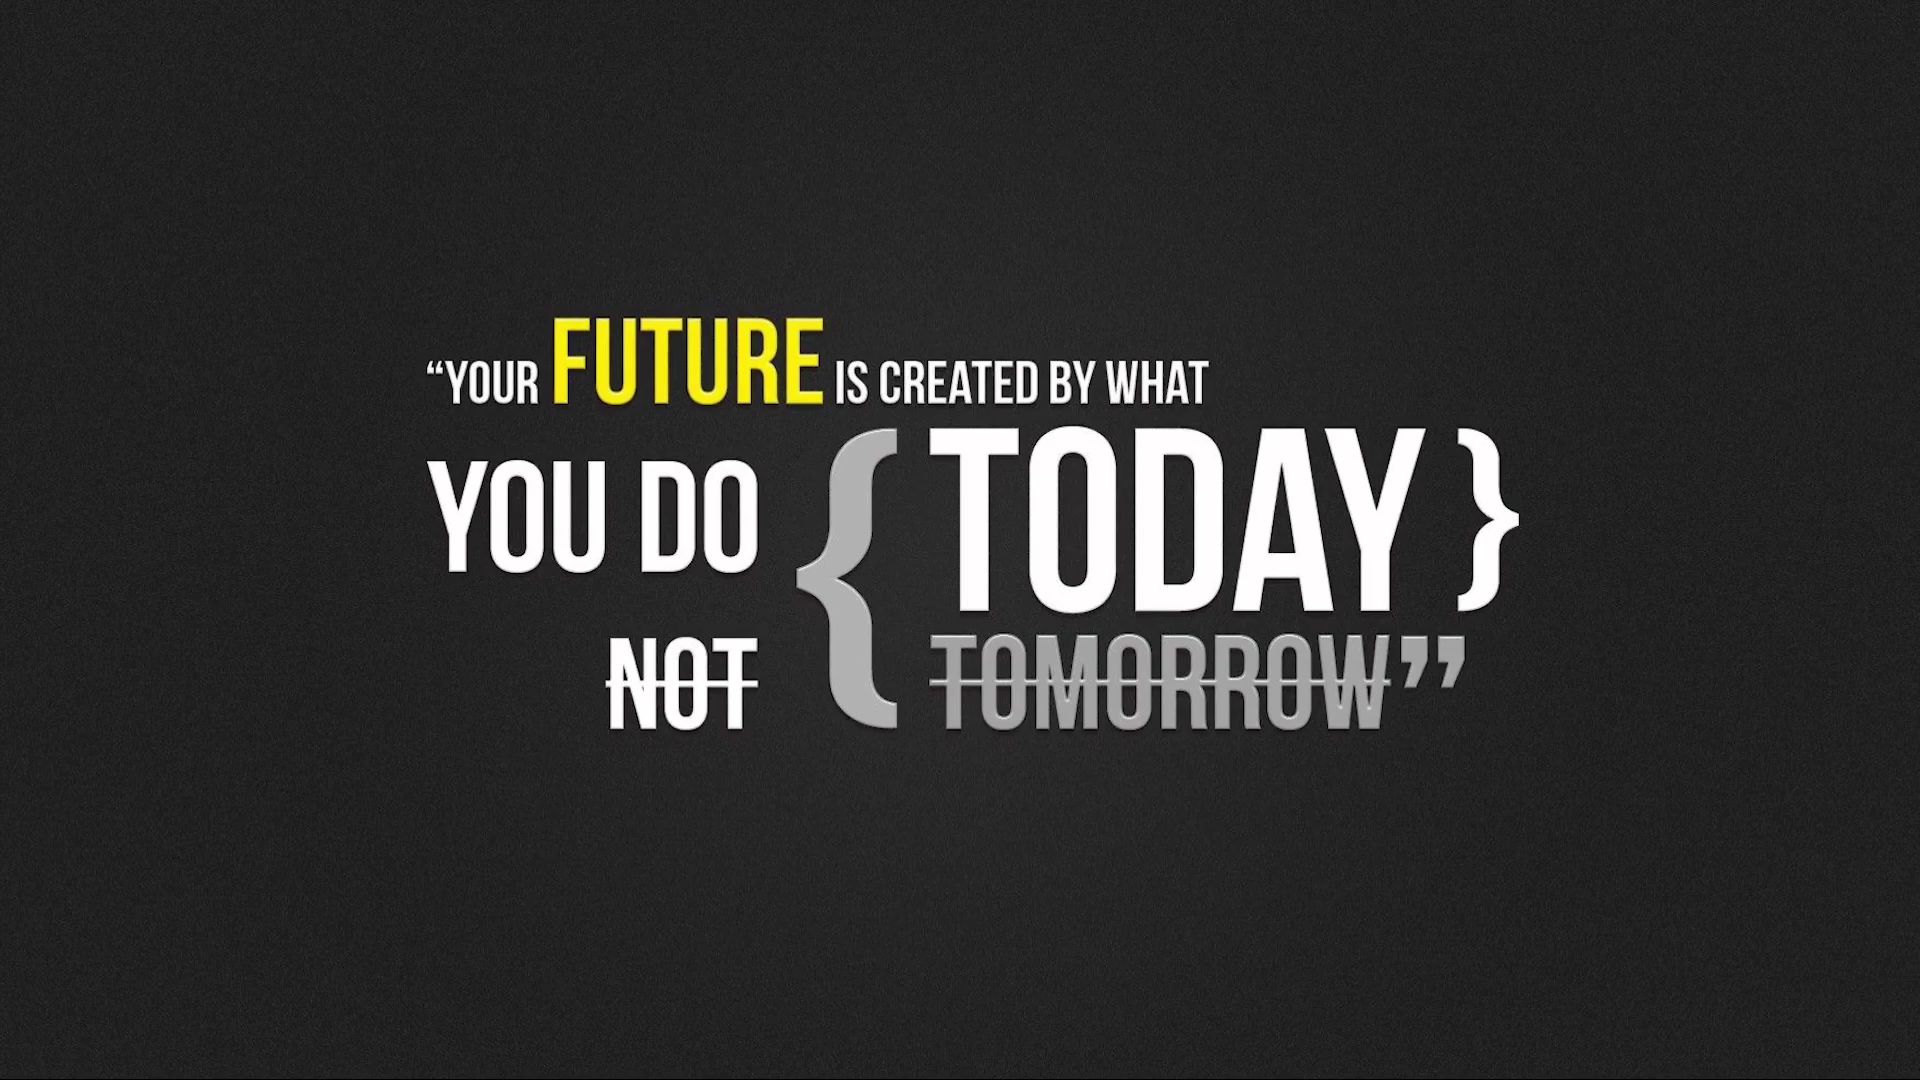 “YOUR FUTURE IS CREATED BY WHAT
YOU DO { TODAY }
NOT TOMORROW”